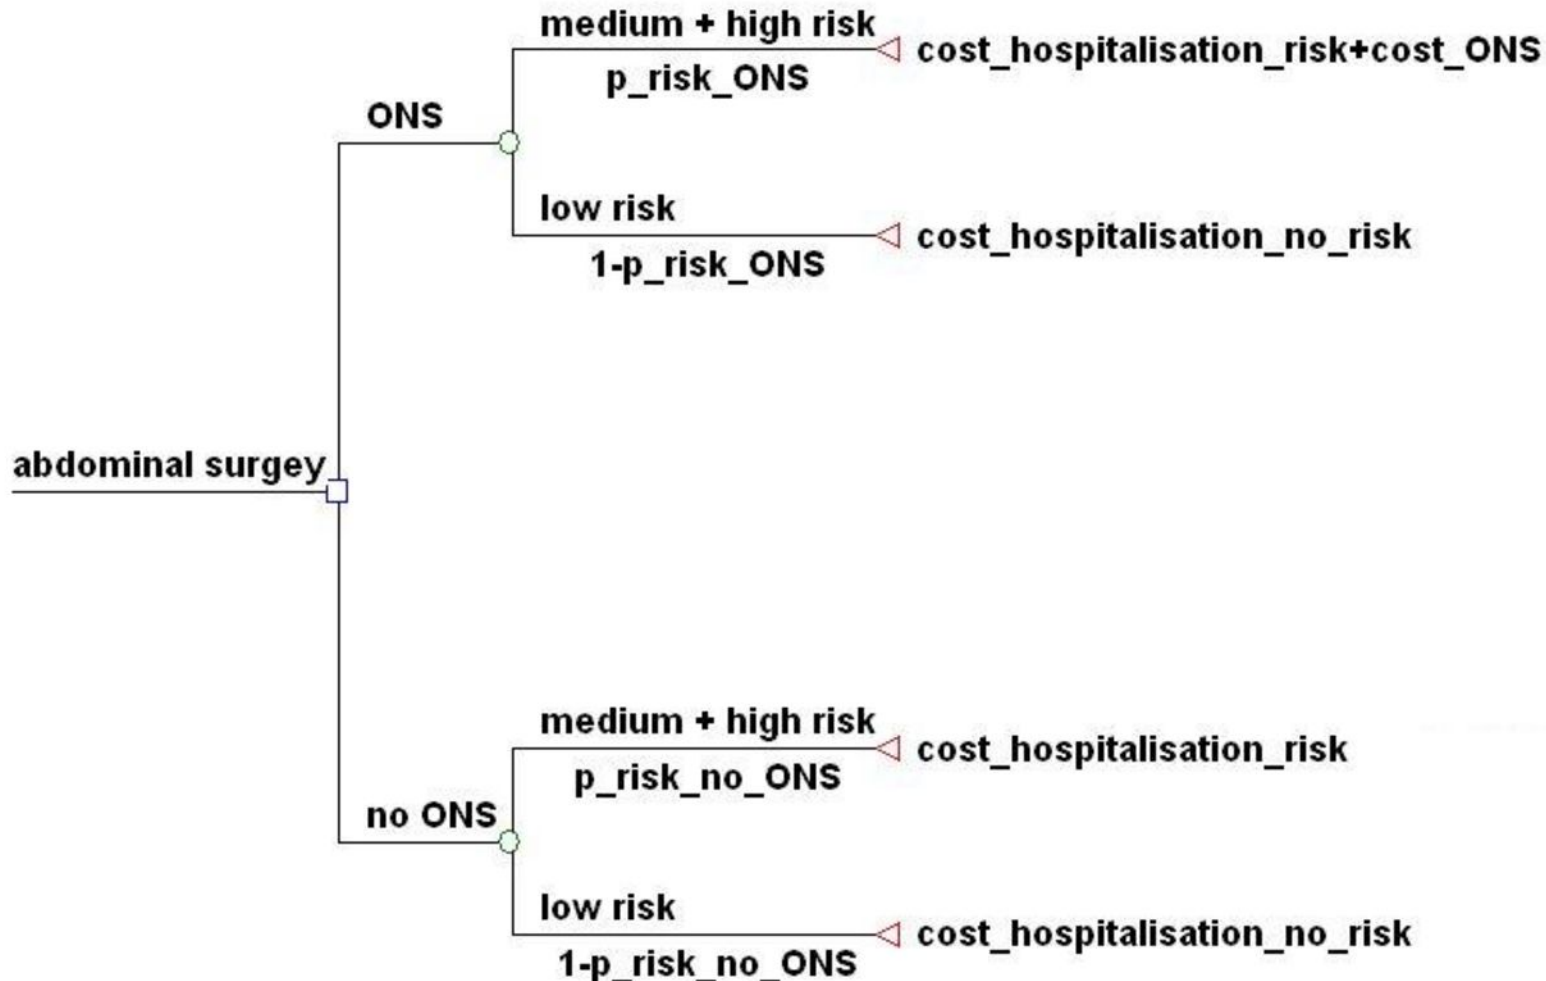 medium + high risk
cost_hospitalisation_risk+cost_ONS
p_risk_ONS
ONS
low risk
cost_hospitalisation_no_risk
1-p_risk_ONS
abdominal surgey
medium + high risk
cost_hospitalisation_risk
p_risk_no_ONS
no ONS
low risk
cost_hospitalisation_no_risk
1-p_risk_no_ONS